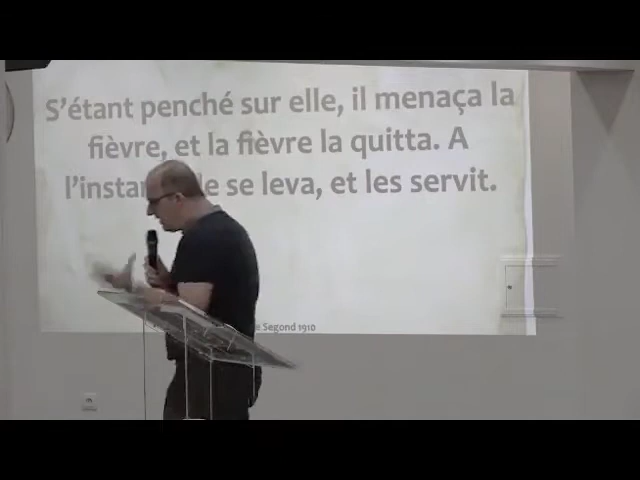 S'étant penché sur elle, il menaça la
fièvre, et la fièvre la quitta. A
se leva, et les servit.
Segond 1910